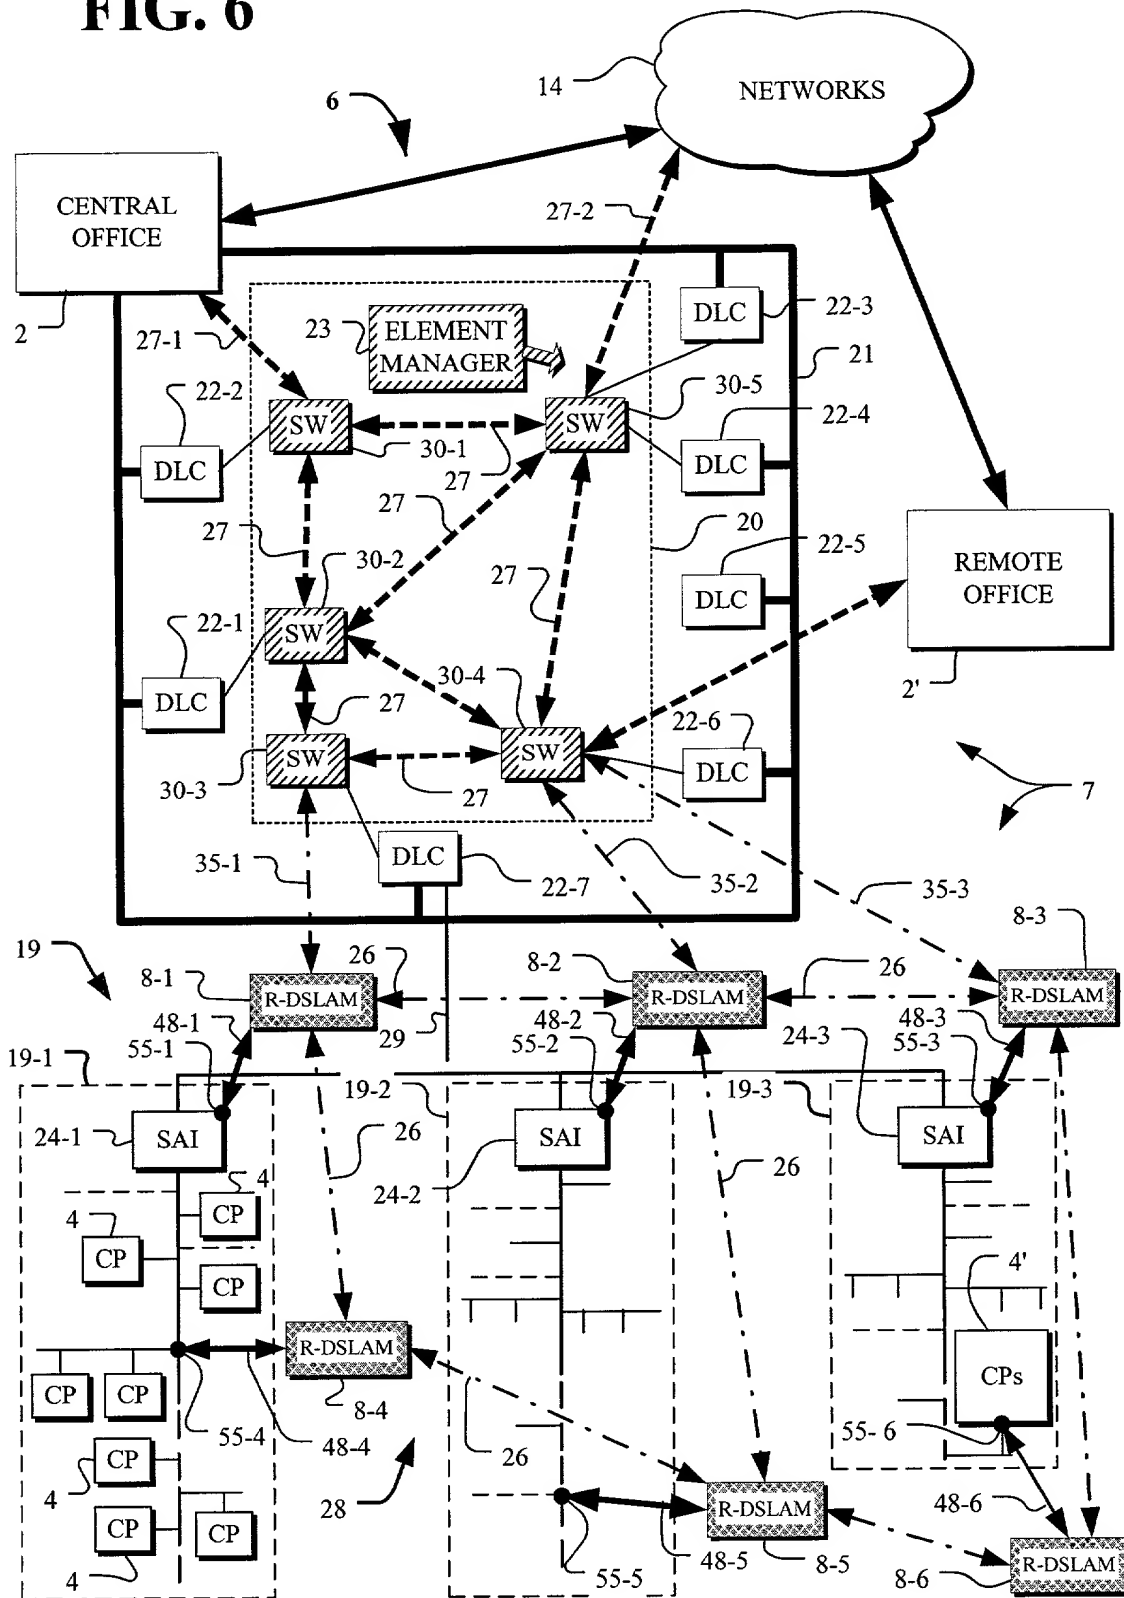 FIG. 6
14
NETWORKS
6
CENTRAL
OFFICE
27-2
2
27-1
23
ELEMENT
MANAGER
DLC
22-3
21
22-2
SW
30-1
SW
30-5
22-4
DLC
27
DLC
27
27
30-2
20
22-5
REMOTE
OFFICE
27
DLC
SW
22-1
DLC
30-4
2'
27
22-6
SW
SW
DLC
30-3
27
7
35-1
DLC
22-7
35-2
35-3
8-3
19
8-1
26
8-2
26
R-DSLAM
R-DSLAM
R-DSLAM
48-1
29
48-2
24-3
48-3
19-1
55-1
55-2
55-3
19-2
19-3
24-1
SAI
SAI
SAI
26
26
24-2
4
CP
4
CP
CP
4'
R-DSLAM
CPs
CP
CP
8-4
55-4
48-4
26
55- 6
CP
4
28
R-DSLAM
48-6
CP
CP
4
55-5
48-5
8-5
R-DSLAM
8-6